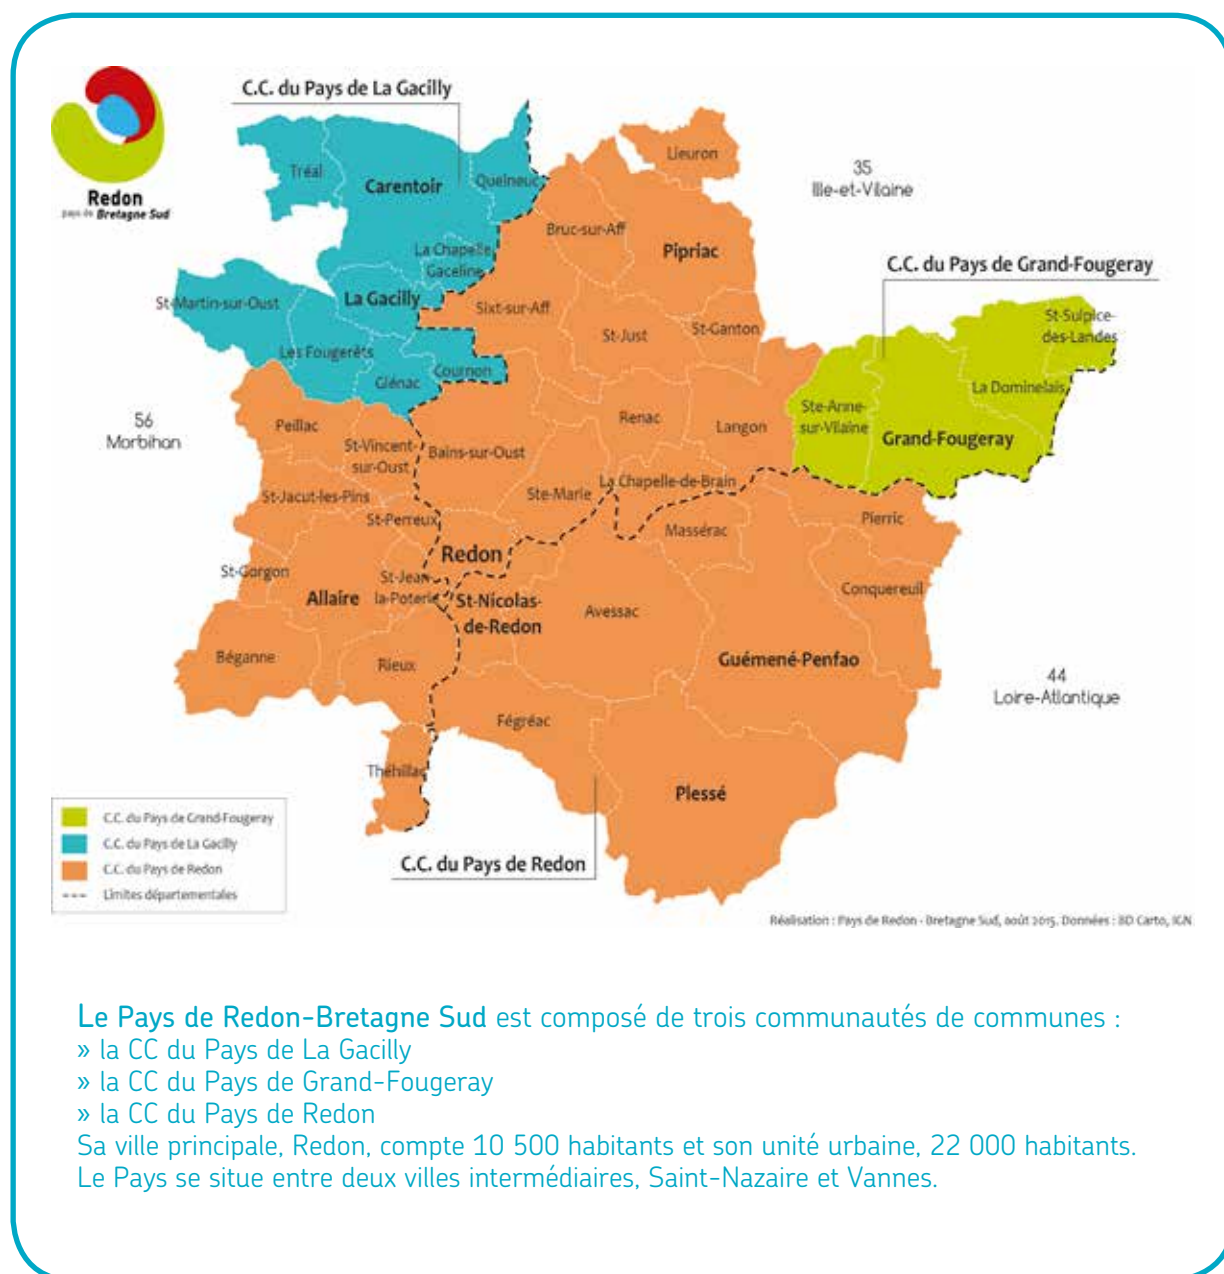 Redon
pays de Bretagne Sud
C.C. du Pays de La Gacilly
Tréal
Carentoir
Quelneuc
La Chapelle
Gaceline
La Gacilly
St-Martin-sur-Oust
Les Fougerêts
Glénac
Cournon
Lieuron
Bruc-sur-Aff
Pipriac
35
Ille-et-Vilaine
C.C. du Pays de Grand-Fougeray
Sixt-sur-Aff
St-Just
St-Ganton
St-Sulpice-
des-Landes
La Dominelais
Ste-Anne-
sur-Vilaine
Grand-Fougeray
56
Morbihan
Peillac
St-Vincent-
sur-Oust
Bains-sur-Oust
Renac
Langon
St-Jacut-les-Pins
Ste-Marie
La Chapelle-de-Brain
St-Perreux
Redon
Massérac
Pierric
St-Gorgon
Allaire
St-Jean-
la-Poterie
St-Nicolas-
de-Redon
Avessac
Conquereuil
Béganne
Rieux
Guémené-Penfao
44
Loire-Atlantique
Fégréac
Théhillac
Plessé
C.C. du Pays de Redon
C.C. du Pays de Grand-Fougeray
C.C. du Pays de La Gacilly
C.C. du Pays de Redon
Limites départementales
Réalisation : Pays de Redon - Bretagne Sud, août 2015. Données : BD Carto, IGN
Le Pays de Redon-Bretagne Sud est composé de trois communautés de communes :
» la CC du Pays de La Gacilly
» la CC du Pays de Grand-Fougeray
» la CC du Pays de Redon
Sa ville principale, Redon, compte 10 500 habitants et son unité urbaine, 22 000 habitants.
Le Pays se situe entre deux villes intermédiaires, Saint-Nazaire et Vannes.